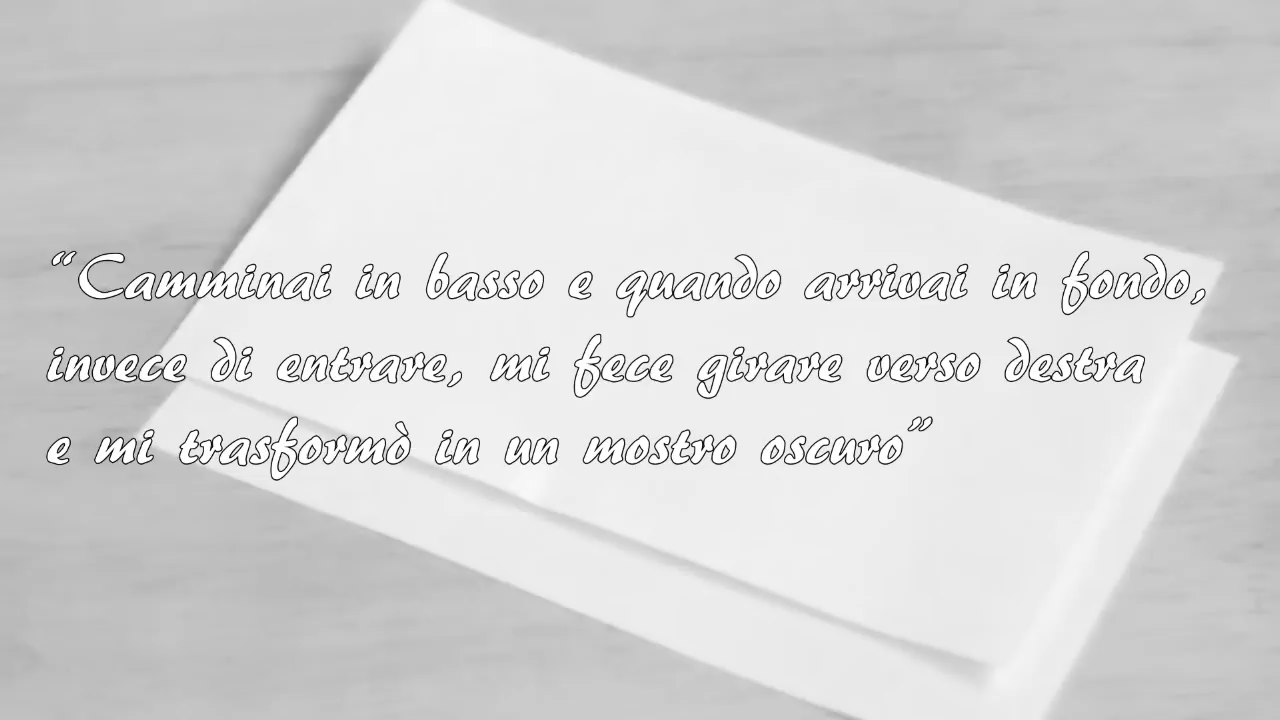 “Camminai in basso e quando arrivai in fondo,
invece di entrare, mi fece girare verso destra
e mi trasformò in un mostro oscuro”